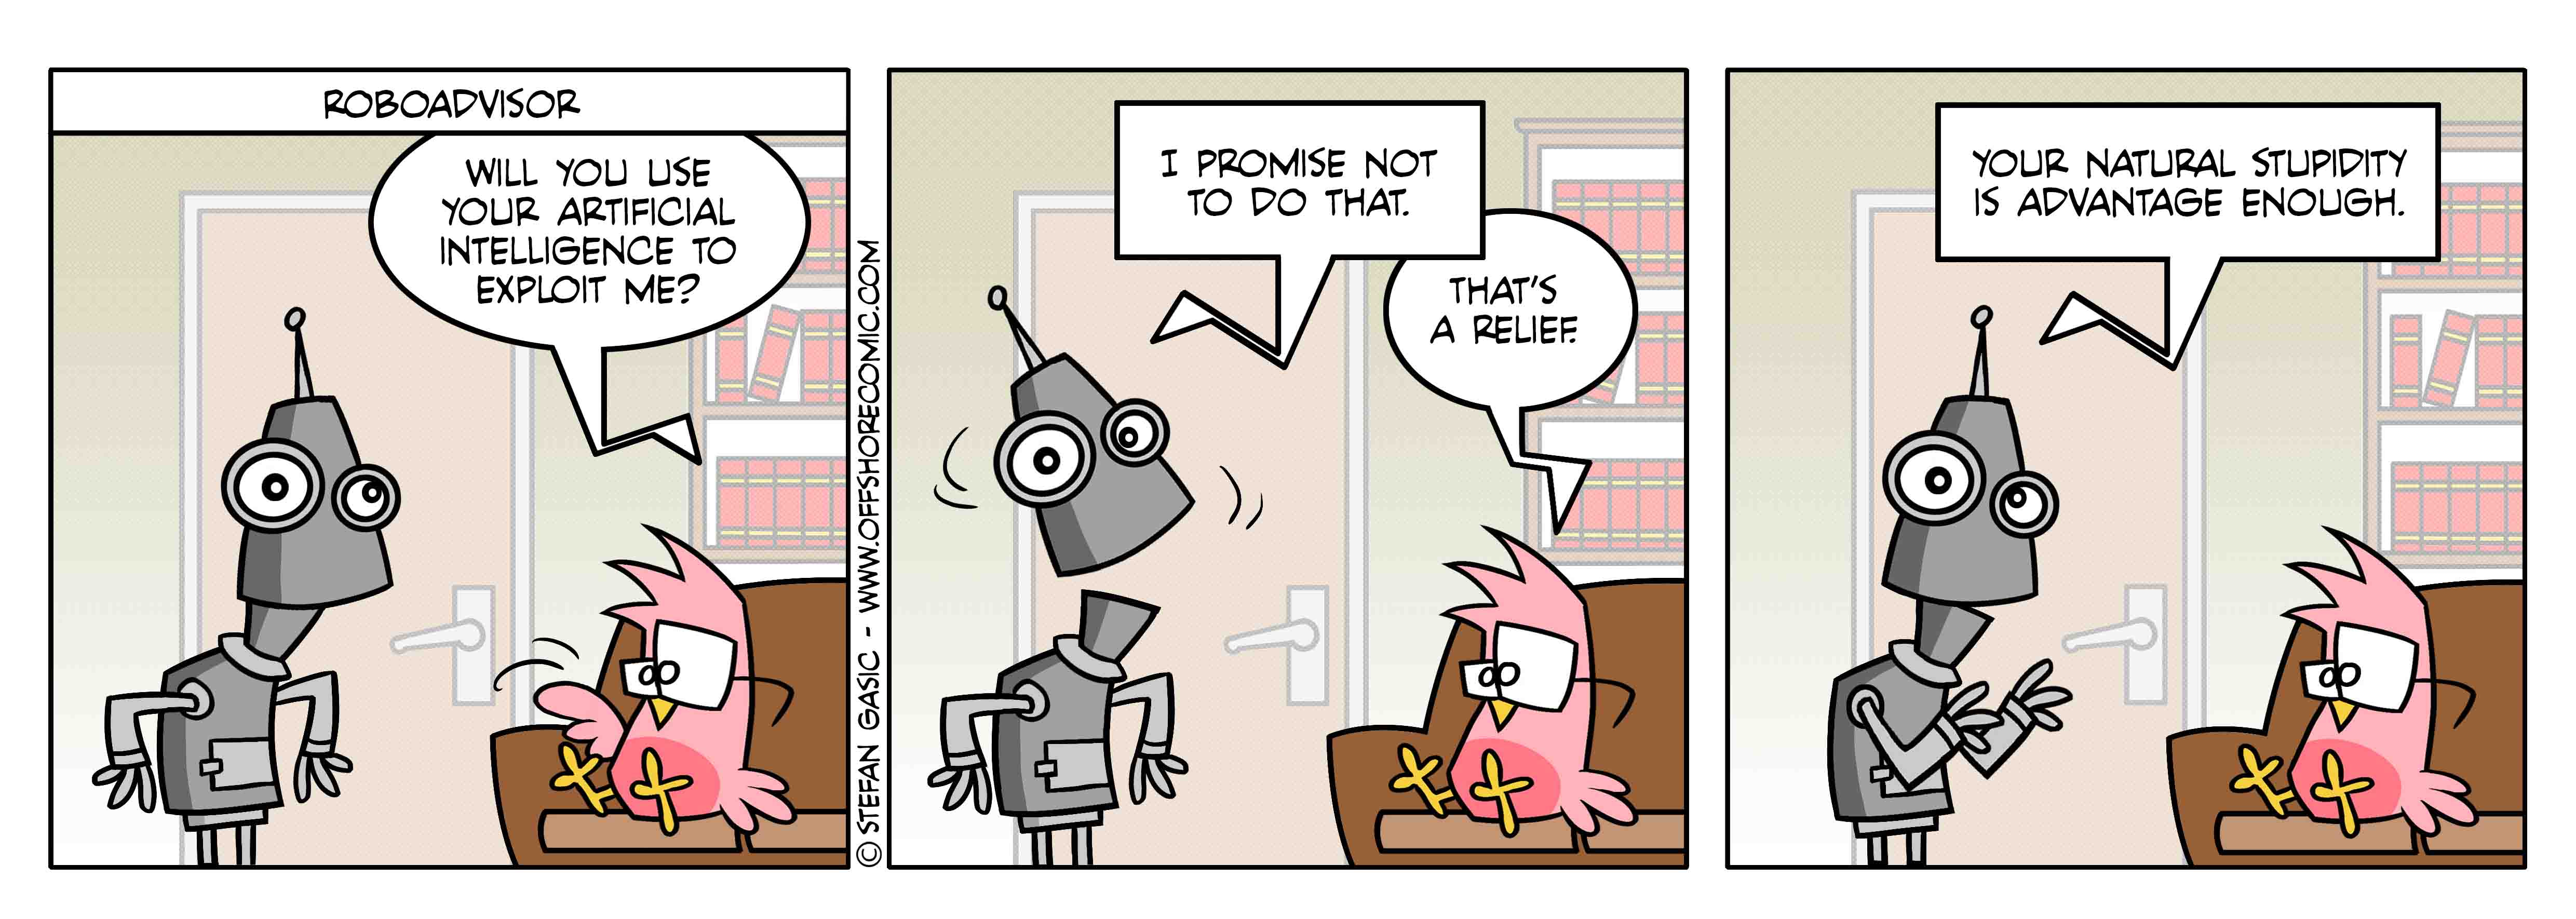 ROBOADVISOR
WILL YOU USE
YOUR ARTIFICIAL
INTELLIGENCE TO
EXPLOIT ME?
© STEFAN GASIC - WWW.OFFSHORECOMIC.COM
I PROMISE NOT
TO DO THAT.
THAT'S
A RELIEF.
YOUR NATURAL STUPIDITY
IS ADVANTAGE ENOUGH.